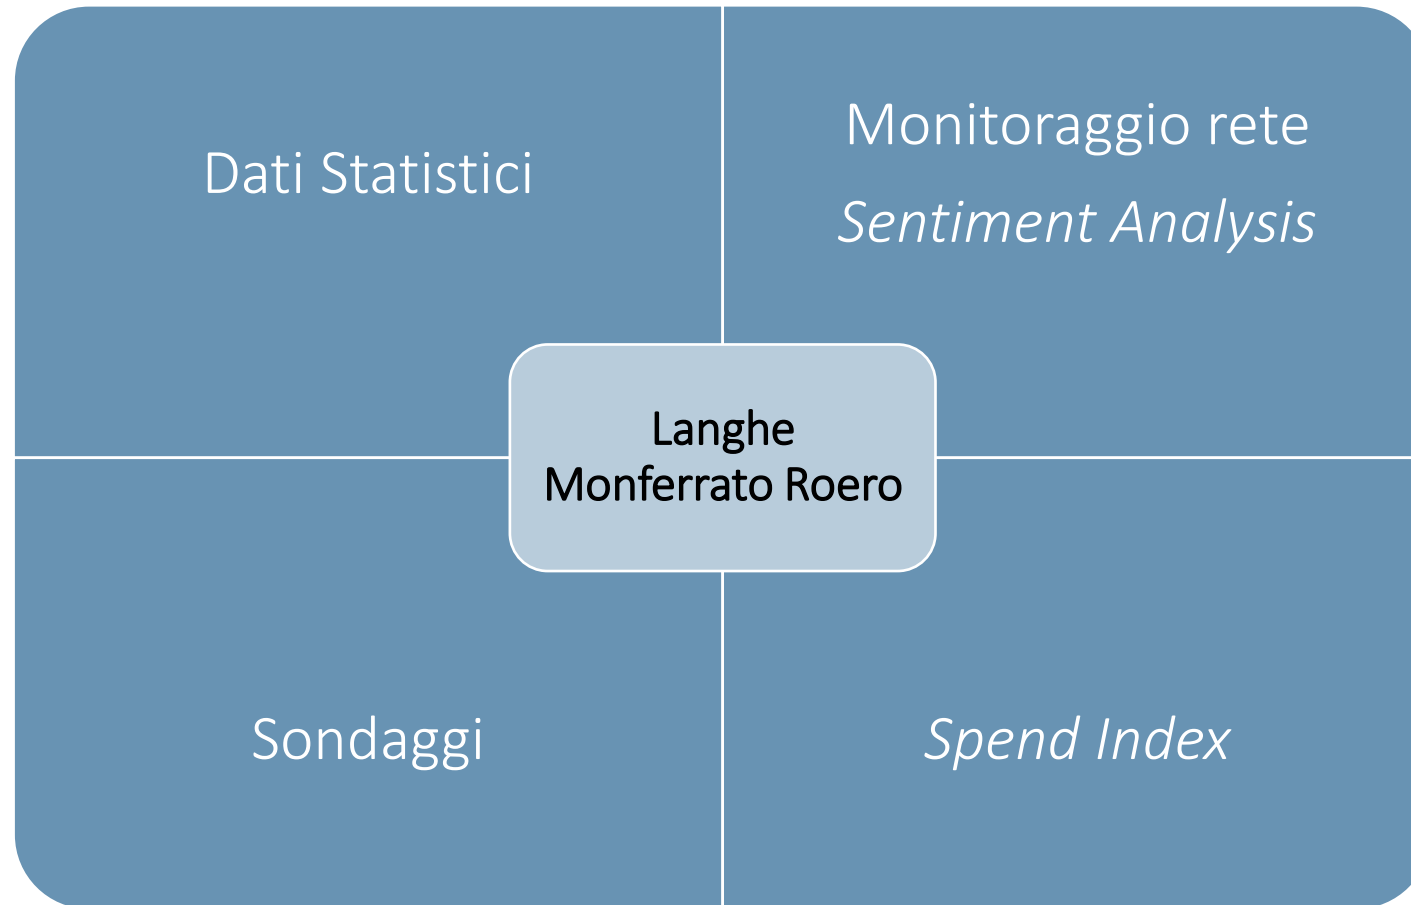 Dati Statistici
Monitoraggio rete
Sentiment Analysis
Langhe
Monferrato Roero
Sondaggi
Spend Index